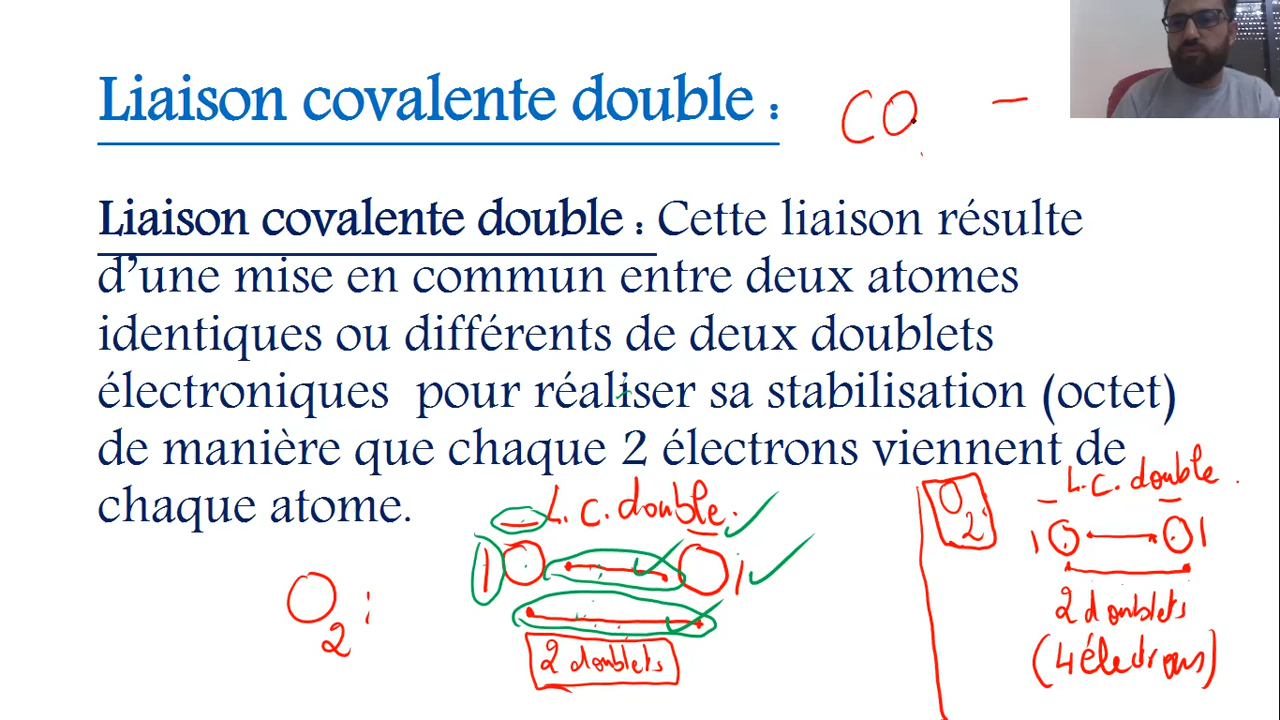 Liaison covalente double :
CO
Liaison covalente double : Cette liaison résulte
d'une mise en commun entre deux atomes
identiques ou différents de deux doublets
électroniques pour réaliser sa stabilisation (octet)
de manière que chaque 2 électrons viennent de
chaque atome.
L.c. double.
O2 :
O O
2 doublets
O2 :
L.c. double.
O O
2 doublets
(4 électrons)